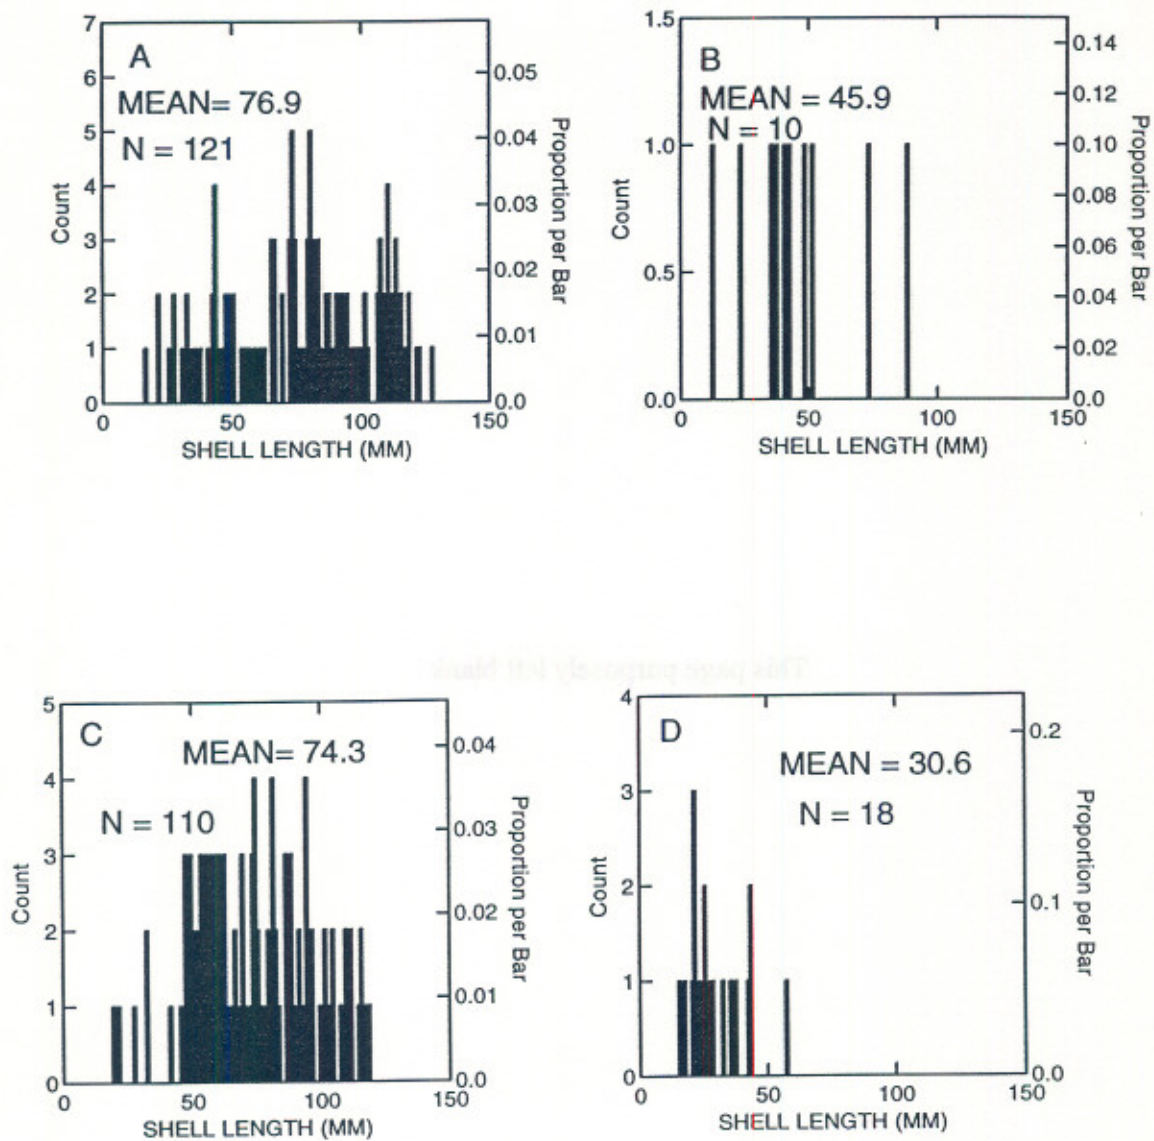 A
MEAN= 76.9
N = 121
7
6
5
4
3
2
1
0
Count
0.05
0.04
0.03
0.02
0.01
0.0
Proportion per Bar
0 50 100 150
SHELL LENGTH (MM)
B
MEAN = 45.9
N = 10
1.5
1.0
0.5
0.0
Count
0.14
0.12
0.10
0.08
0.06
0.04
0.02
0.0
Proportion per Bar
0 50 100 150
SHELL LENGTH (MM)
This page purposely left blank
C
MEAN= 74.3
N = 110
5
4
3
2
1
0
Count
0.04
0.03
0.02
0.01
0.0
Proportion per Bar
0 50 100 150
SHELL LENGTH (MM)
D
MEAN = 30.6
N = 18
4
3
2
1
0
Count
0.2
0.1
0.0
Proportion per Bar
0 50 100 150
SHELL LENGTH (MM)